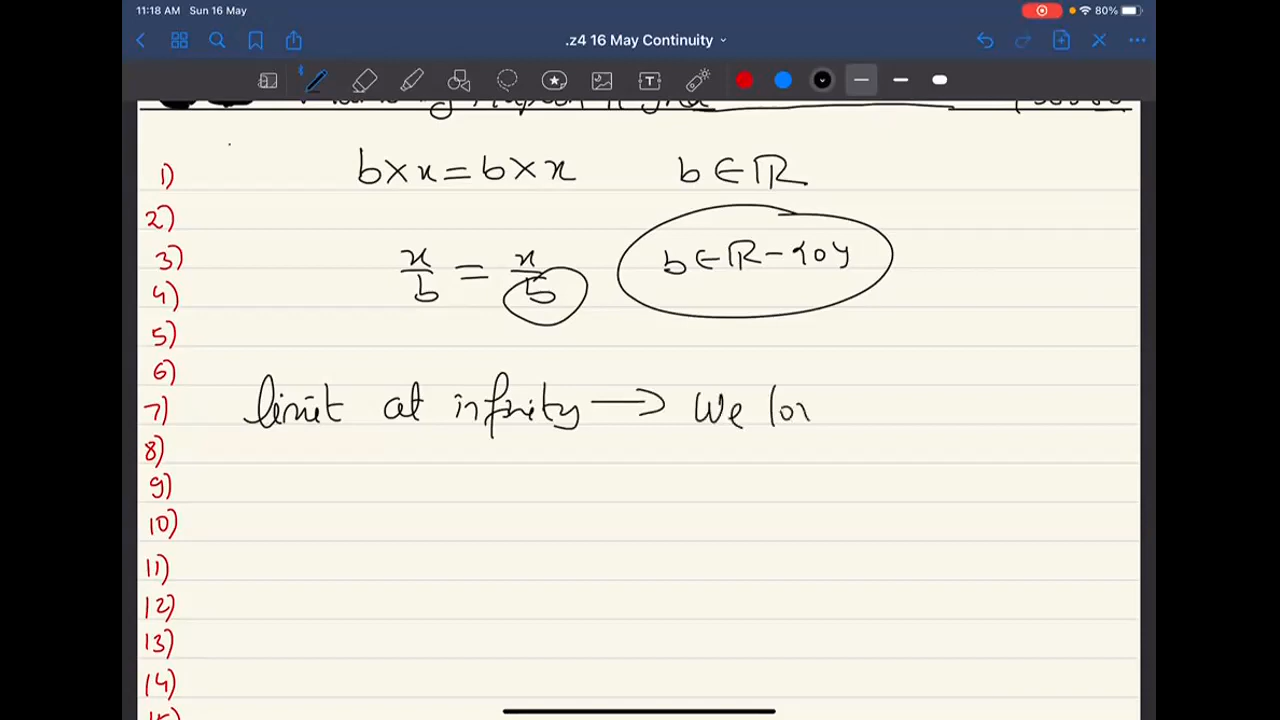 11:18 AM Sun 16 May 80%
.z4 16 May Continuity
1) b×x=b×x b∈ℝ
2)
3) x/b = x/b b∈ℝ-{0}
4)
5)
6)
7) limit at infinity → We lo
8)
9)
10)
11)
12)
13)
14)
15)